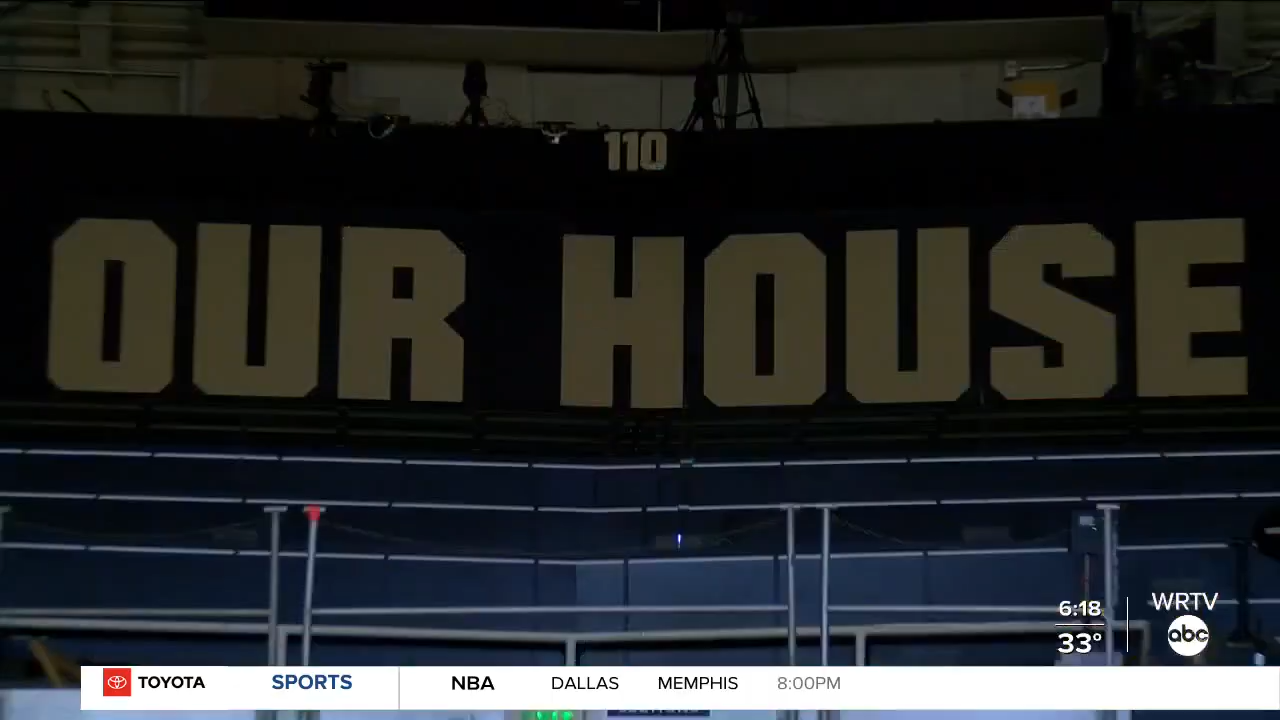 110
OUR HOUSE
6:18
33°
WRTV
abc
TOYOTA SPORTS NBA DALLAS MEMPHIS 8:00PM